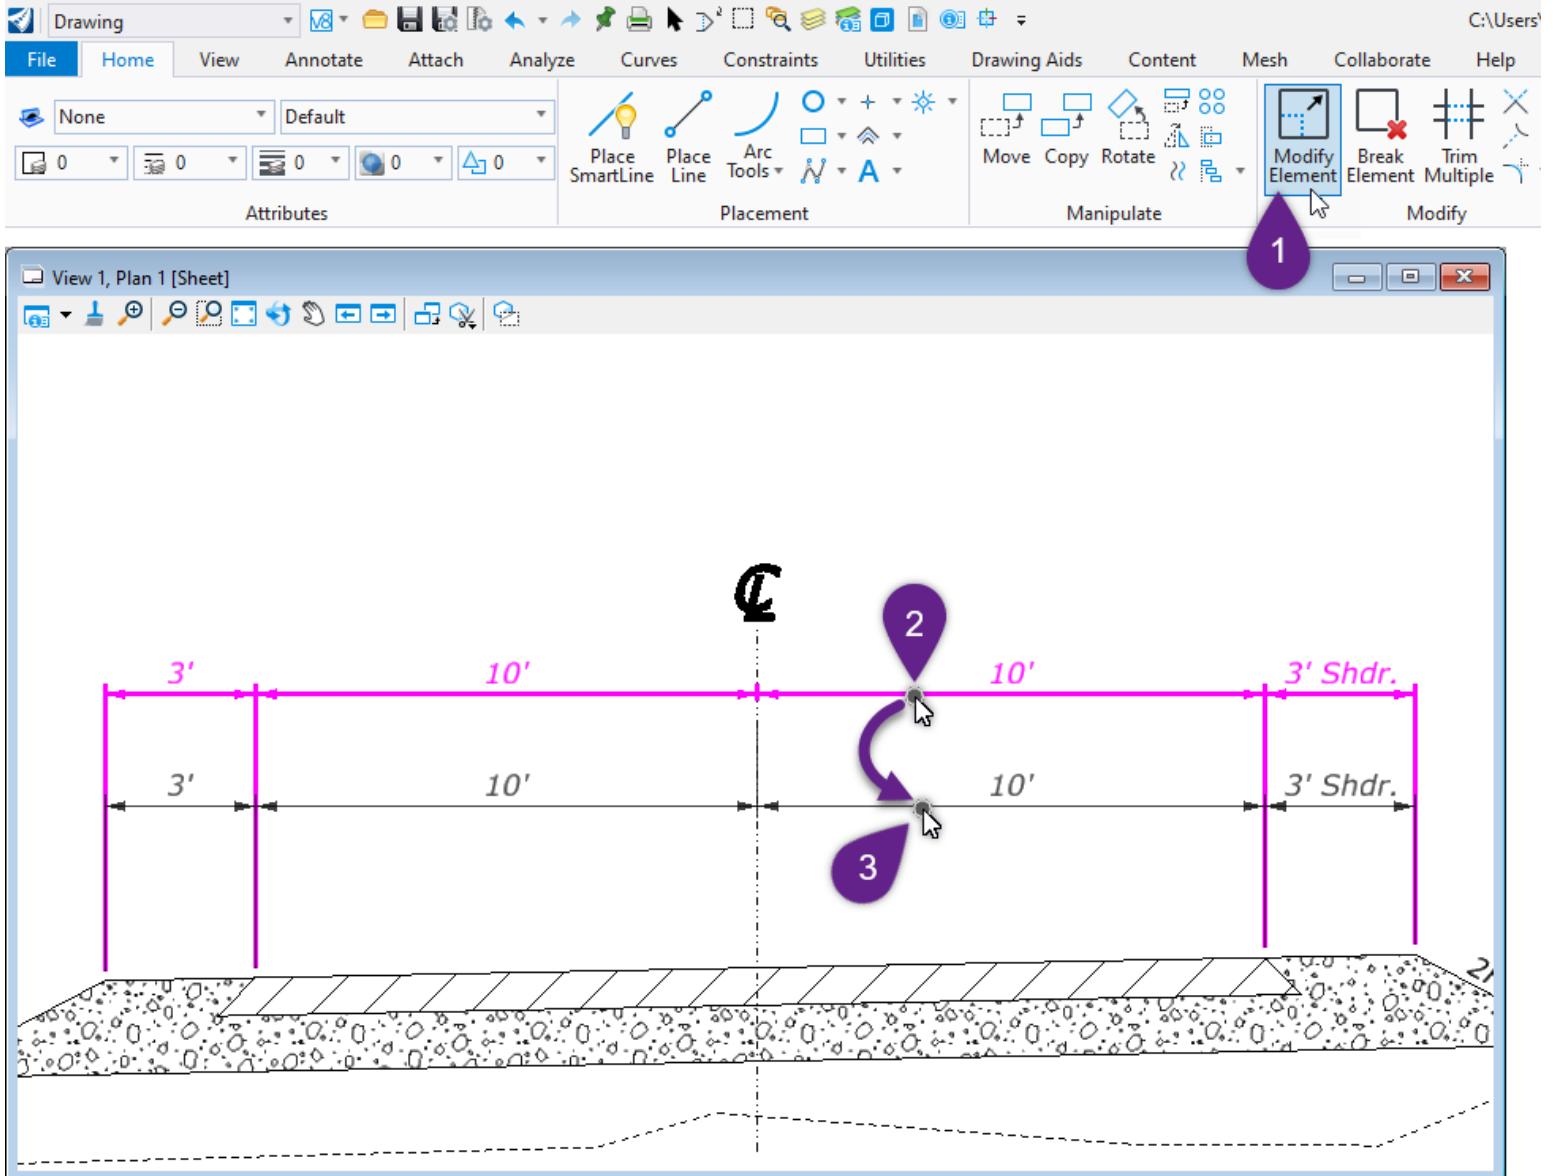 Drawing
C:\Users\
File Home View Annotate Attach Analyze Curves Constraints Utilities Drawing Aids Content Mesh Collaborate Help
None Default
0 0 0 0 0
Place SmartLine
Place Line
Arc Tools
A
Move Copy Rotate
Modify Element
Break Element
Trim Multiple
Attributes Placement Manipulate Modify
1
View 1, Plan 1 [Sheet]
℄
2
3' 10' 10' 3' Shdr.
3' 10' 10' 3' Shdr.
3